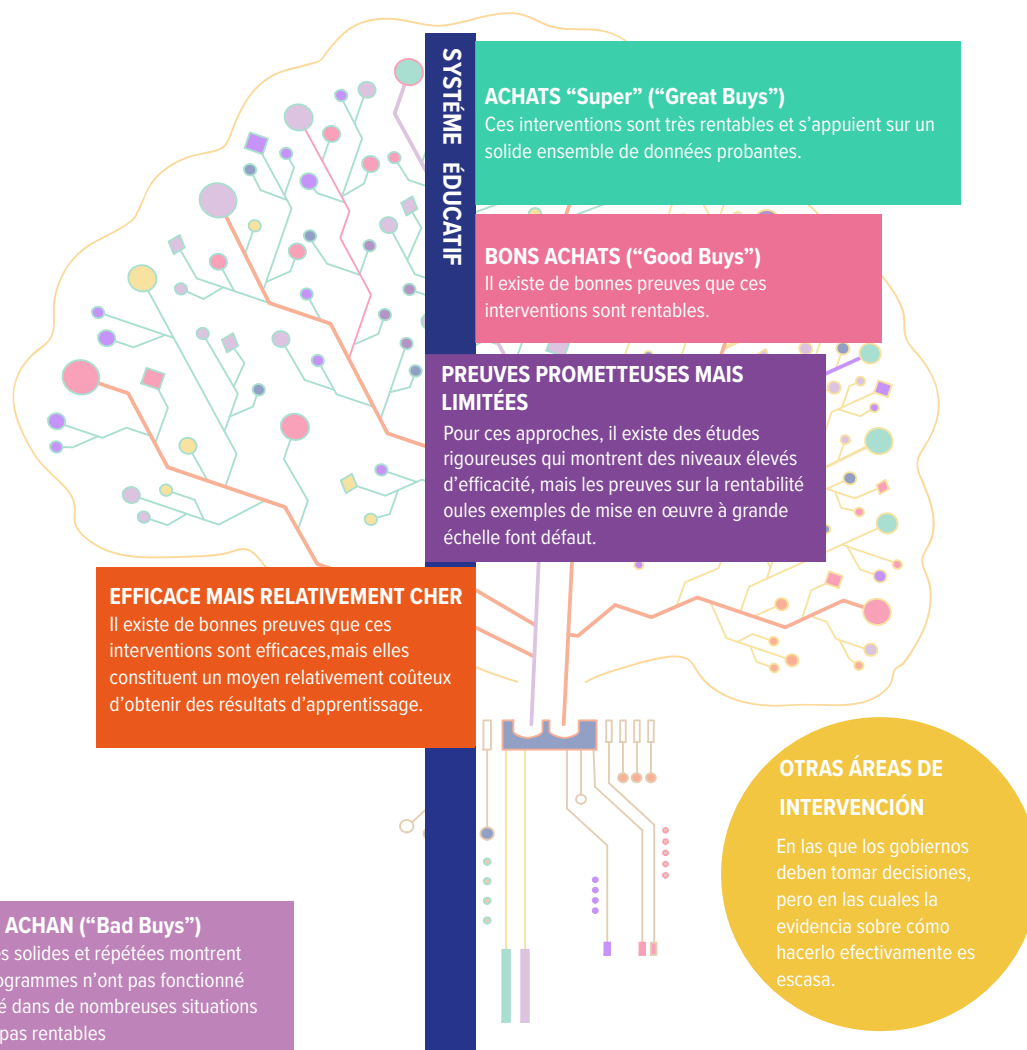 SYSTÉME ÉDUCATIF
ACHATS “Super” (“Great Buys”)
Ces interventions sont très rentables et s’appuient sur un
solide ensemble de données probantes.
BONS ACHATS (“Good Buys”)
Il existe de bonnes preuves que ces
interventions sont rentables.
PREUVES PROMETTEUSES MAIS
LIMITÉES
Pour ces approches, il existe des études
rigoureuses qui montrent des niveaux élevés
d’efficacité, mais les preuves sur la rentabilité
oules exemples de mise en œuvre à grande
échelle font défaut.
EFFICACE MAIS RELATIVEMENT CHER
Il existe de bonnes preuves que ces
interventions sont efficaces,mais elles
constituent un moyen relativement coûteux
d’obtenir des résultats d’apprentissage.
OTRAS ÁREAS DE
INTERVENCIÓN
En las que los gobiernos
deben tomar decisiones,
pero en las cuales la
evidencia sobre cómo
hacerlo efectivamente es
escasa.
ACHAN (“Bad Buys”)
solides et répétées montrent
n’ont pas fonctionné
dans de nombreuses situations
pas rentables